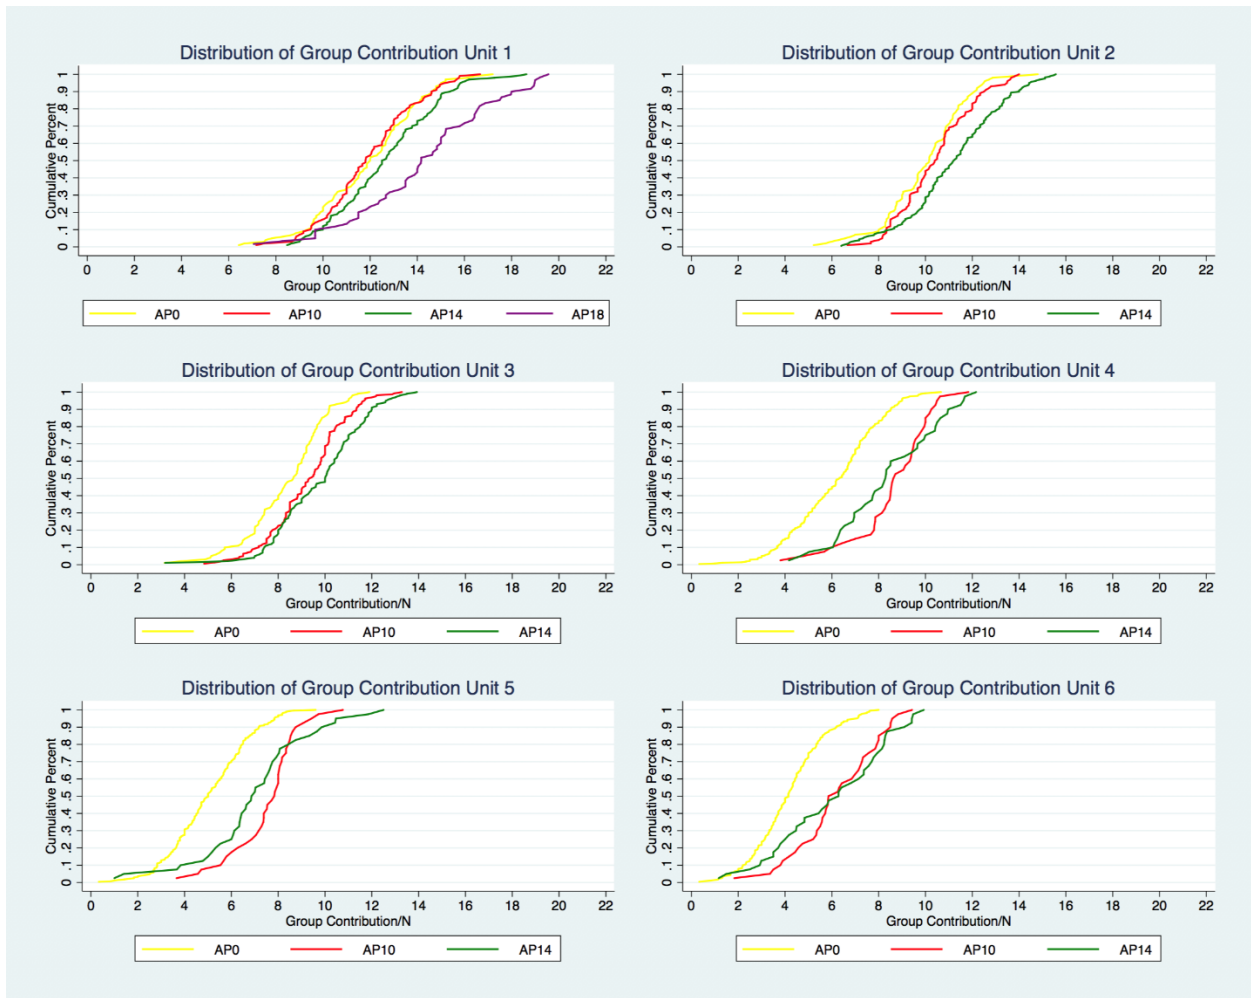 Distribution of Group Contribution Unit 1
Cumulative Percent
0 .1 .2 .3 .4 .5 .6 .7 .8 .9 1
0 2 4 6 8 10 12 14 16 18 20 22
Group Contribution/N
AP0 AP10 AP14 AP18
Distribution of Group Contribution Unit 2
Cumulative Percent
0 .1 .2 .3 .4 .5 .6 .7 .8 .9 1
0 2 4 6 8 10 12 14 16 18 20 22
Group Contribution/N
AP0 AP10 AP14
Distribution of Group Contribution Unit 3
Cumulative Percent
0 .1 .2 .3 .4 .5 .6 .7 .8 .9 1
0 2 4 6 8 10 12 14 16 18 20 22
Group Contribution/N
AP0 AP10 AP14
Distribution of Group Contribution Unit 4
Cumulative Percent
0 .1 .2 .3 .4 .5 .6 .7 .8 .9 1
0 2 4 6 8 10 12 14 16 18 20 22
Group Contribution/N
AP0 AP10 AP14
Distribution of Group Contribution Unit 5
Cumulative Percent
0 .1 .2 .3 .4 .5 .6 .7 .8 .9 1
0 2 4 6 8 10 12 14 16 18 20 22
Group Contribution/N
AP0 AP10 AP14
Distribution of Group Contribution Unit 6
Cumulative Percent
0 .1 .2 .3 .4 .5 .6 .7 .8 .9 1
0 2 4 6 8 10 12 14 16 18 20 22
Group Contribution/N
AP0 AP10 AP14